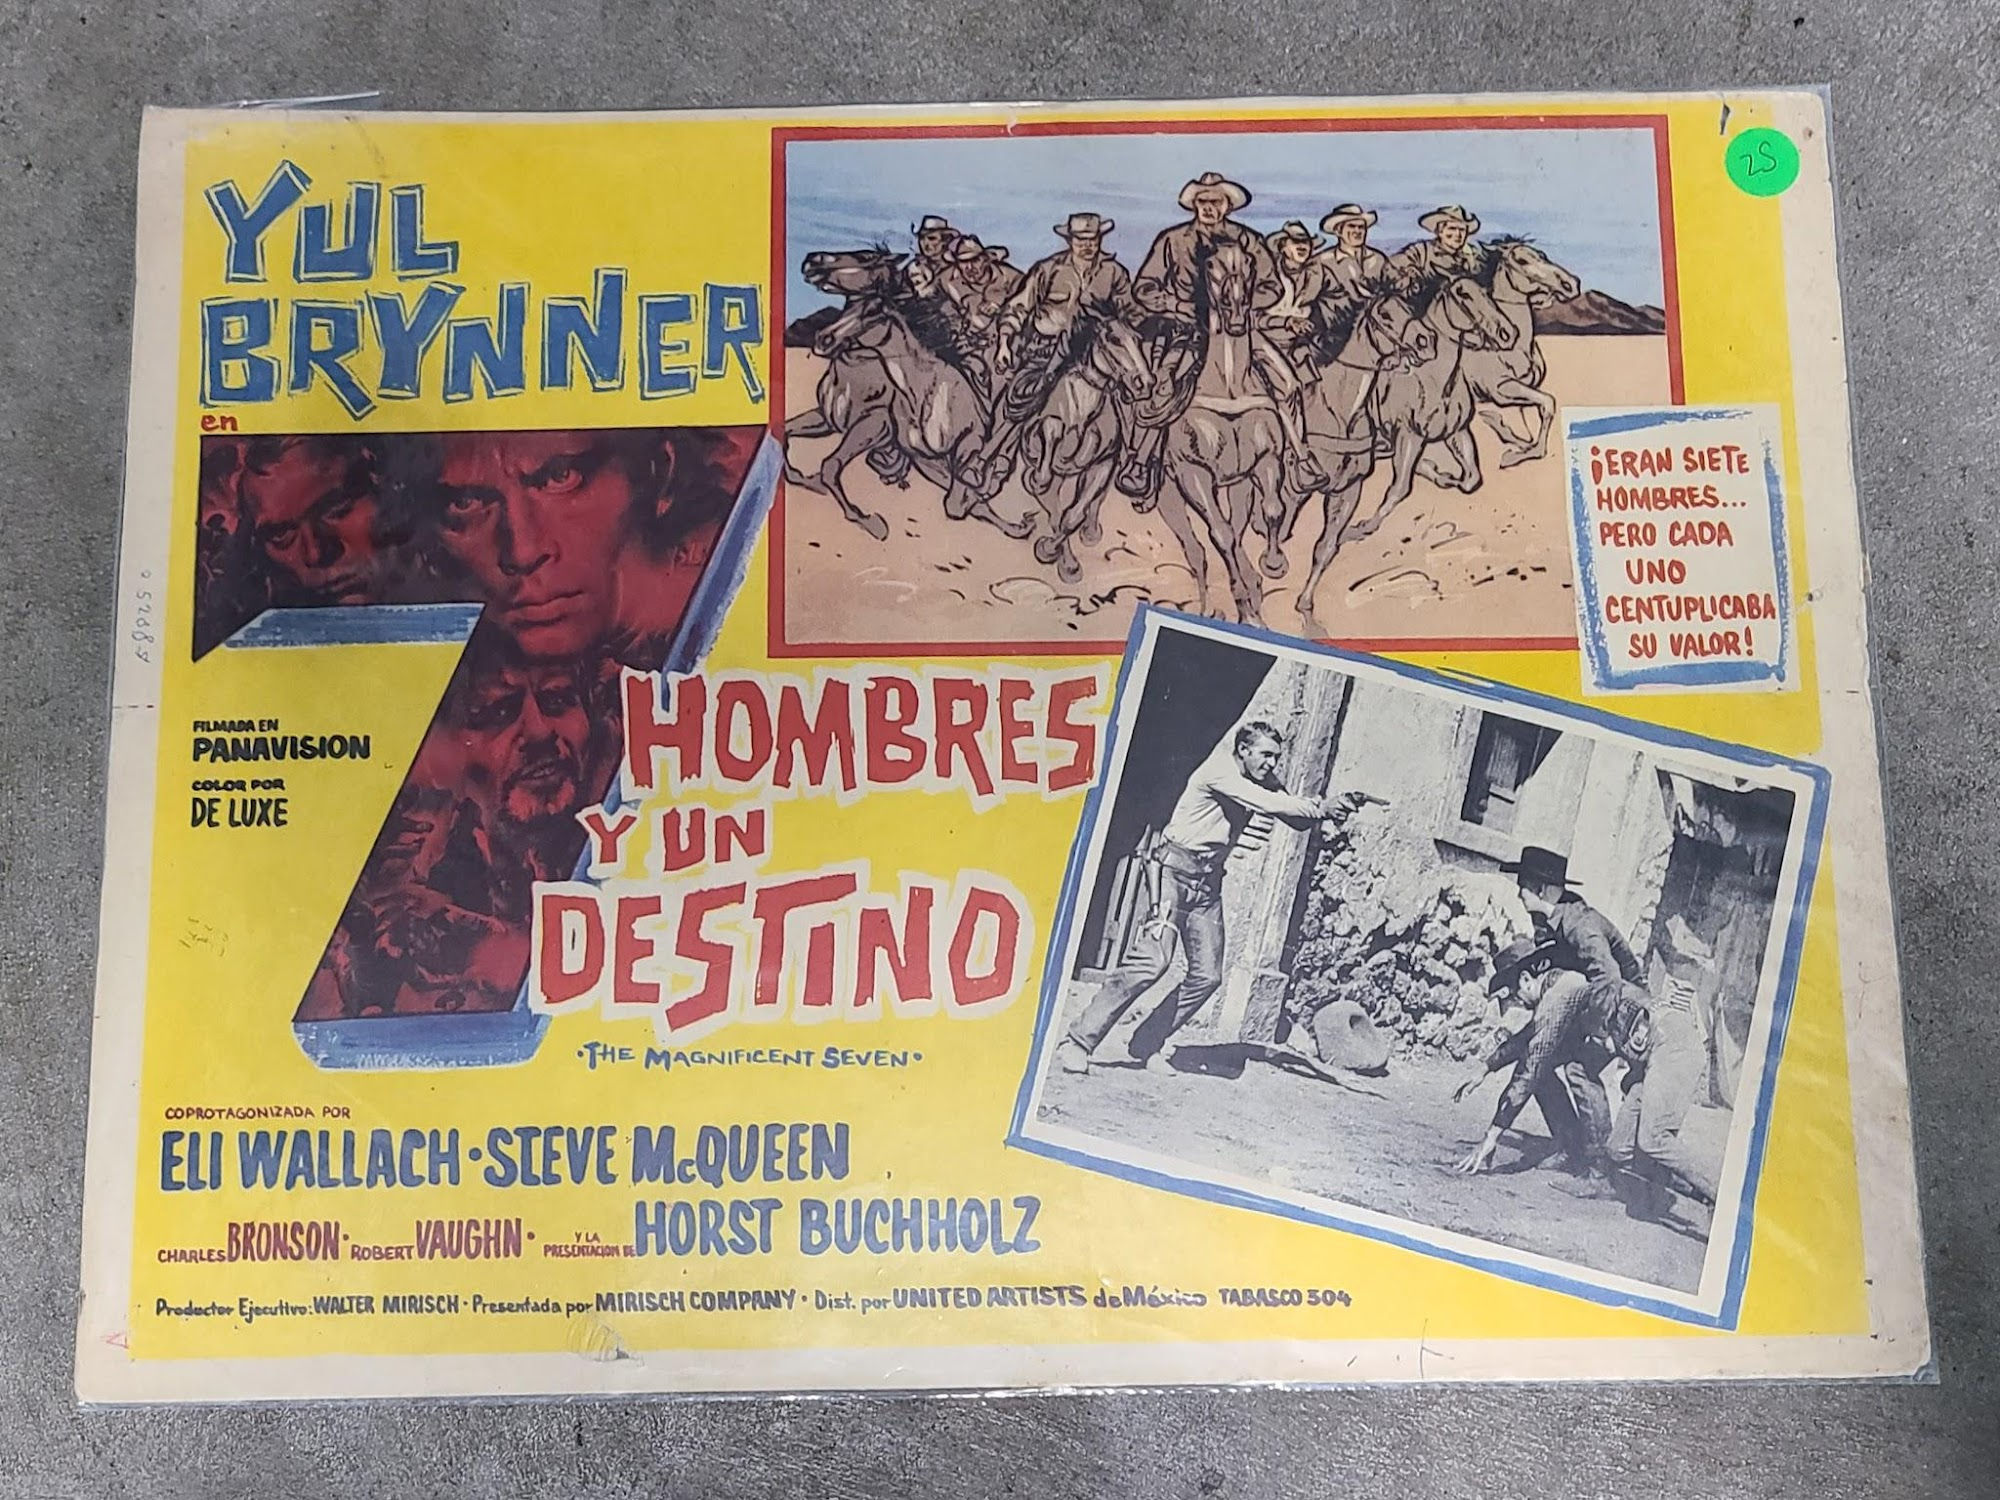 YUL
BRYNNER
en
7
HOMBRES
Y UN
DESTINO
·THE MAGNIFICENT SEVEN·
FILMADA EN
PANAVISION
COLOR POR
DE LUXE
¡ERAN SIETE
HOMBRES...
PERO CADA
UNO
CENTUPLICABA
SU VALOR!
25
COPROTAGONIZADA POR
ELI WALLACH · STEVE McQUEEN
CHARLES BRONSON · ROBERT VAUGHN · Y LA PRESENTACION DE HORST BUCHHOLZ
Productor Ejecutivo: WALTER MIRISCH · Presentada por MIRISCH COMPANY · Dist. por UNITED ARTISTS de México TABASCO 304